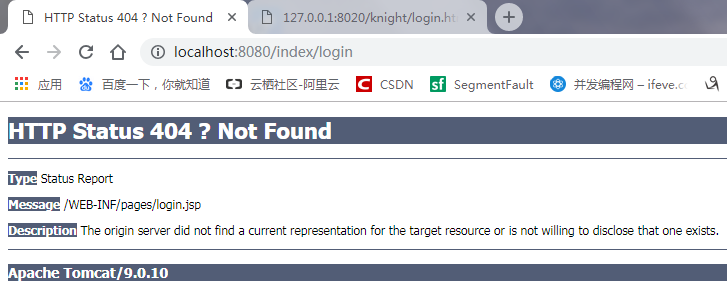 HTTP Status 404 ? Not Found
127.0.0.1:8020/knight/login.ht
localhost:8080/index/login
应用 百度一下，你就知道 云栖社区-阿里云 CSDN SegmentFault 并发编程网 – ifeve.c
HTTP Status 404 ? Not Found
Type Status Report
Message /WEB-INF/pages/login.jsp
Description The origin server did not find a current representation for the target resource or is not willing to disclose that one exists.
Apache Tomcat/9.0.10